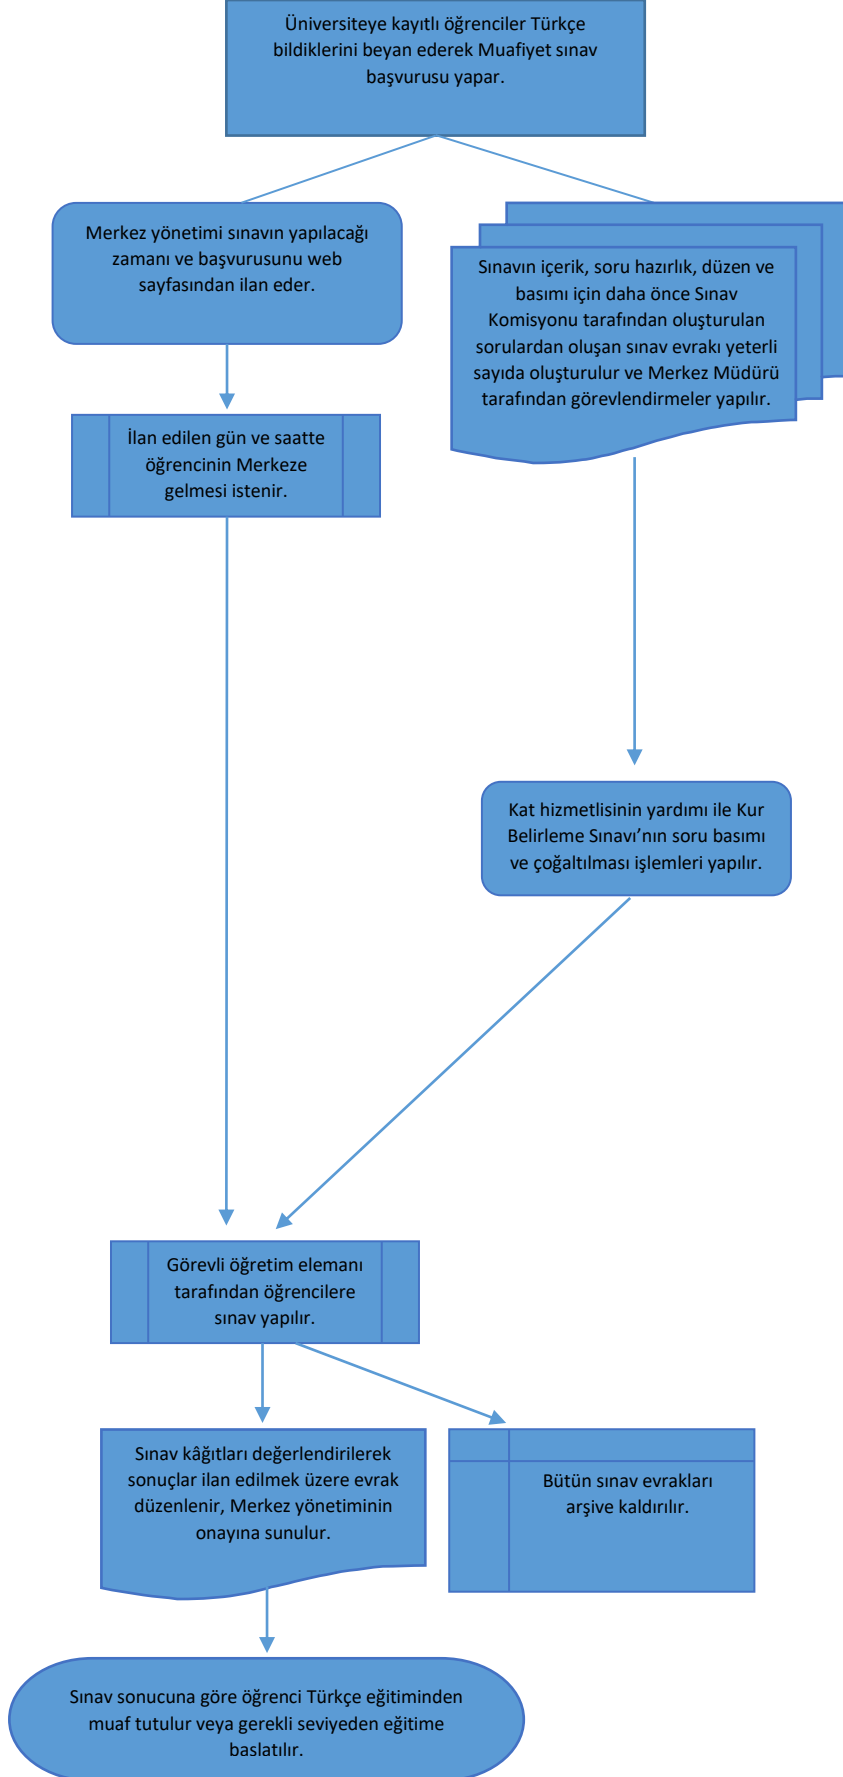 Üniversiteye kayıtlı öğrenciler Türkçe
bildiklerini beyan ederek Muafiyet sınav
başvurusu yapar.
Merkez yönetimi sınavın yapılacağı
zamanı ve başvurusunu web
sayfasından ilan eder.
Sınavın içerik, soru hazırlık, düzen ve
basımı için daha önce Sınav
Komisyonu tarafından oluşturulan
sorulardan oluşan sınav evrakı yeterli
sayıda oluşturulur ve Merkez Müdürü
tarafından görevlendirmeler yapılır.
İlan edilen gün ve saatte
öğrencinin Merkeze
gelmesi istenir.
Kat hizmetlisinin yardımı ile Kur
Belirleme Sınavı’nın soru basımı
ve çoğaltılması işlemleri yapılır.
Görevli öğretim elemanı
tarafından öğrencilere
sınav yapılır.
Sınav kâğıtları değerlendirilerek
sonuçlar ilan edilmek üzere evrak
düzenlenir, Merkez yönetiminin
onayına sunulur.
Bütün sınav evrakları
arşive kaldırılır.
Sınav sonucuna göre öğrenci Türkçe eğitiminden
muaf tutulur veya gerekli seviyeden eğitime
başlatılır.